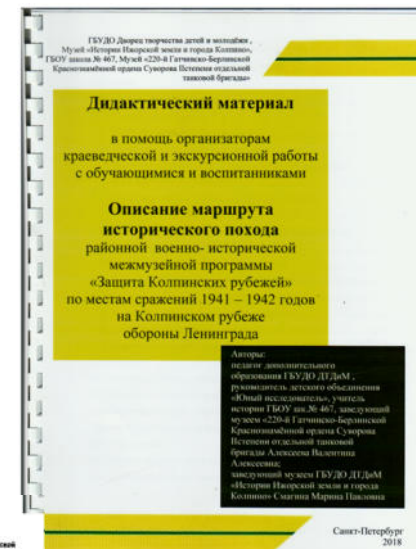 ГБУДО Дворец творчества детей и молодёжи ,
Музей «Истории Ижорской земли и города Колпино»,
ГБОУ школа № 467, Музей «220-й Гатчинско-Берлинской
Краснознамённой ордена Суворова IIстепени отдельной
танковой бригады»
Дидактический материал
в помощь организаторам
краеведческой и экскурсионной работы
с обучающимися и воспитанниками
Описание маршрута
исторического похода
районной военно- исторической
межмузейной программы
«Защита Колпинских рубежей»
по местам сражений 1941 – 1942 годов
на Колпинском рубеже
обороны Ленинграда
Авторы:
педагог дополнительного
образования ГБУДО ДТДиМ ,
руководитель детского объединения
«Юный исследователь», учитель
истории ГБОУ шк.№ 467, заведующий
музеем «220-й Гатчинско-Берлинской
Краснознамённой ордена Суворова
IIстепени отдельной танковой
бригады Алексеева Валентина
Алексеевна;
заведующий музеем ГБУДО ДТДиМ
«Истории Ижорской земли и города
Колпино» Смагина Марина Павловна
Санкт-Петербург
2018